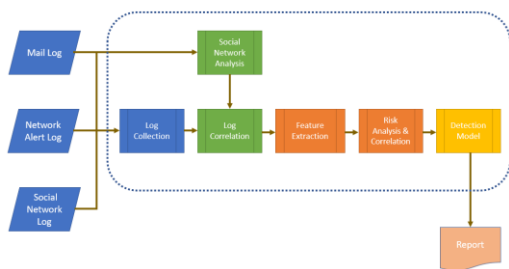 Mail Log
Social
Network
Analysis
Network
Alert Log
Log
Collection
Log
Correlation
Feature
Extraction
Risk
Analysis &
Correlation
Detection
Model
Social
Network
Log
Report